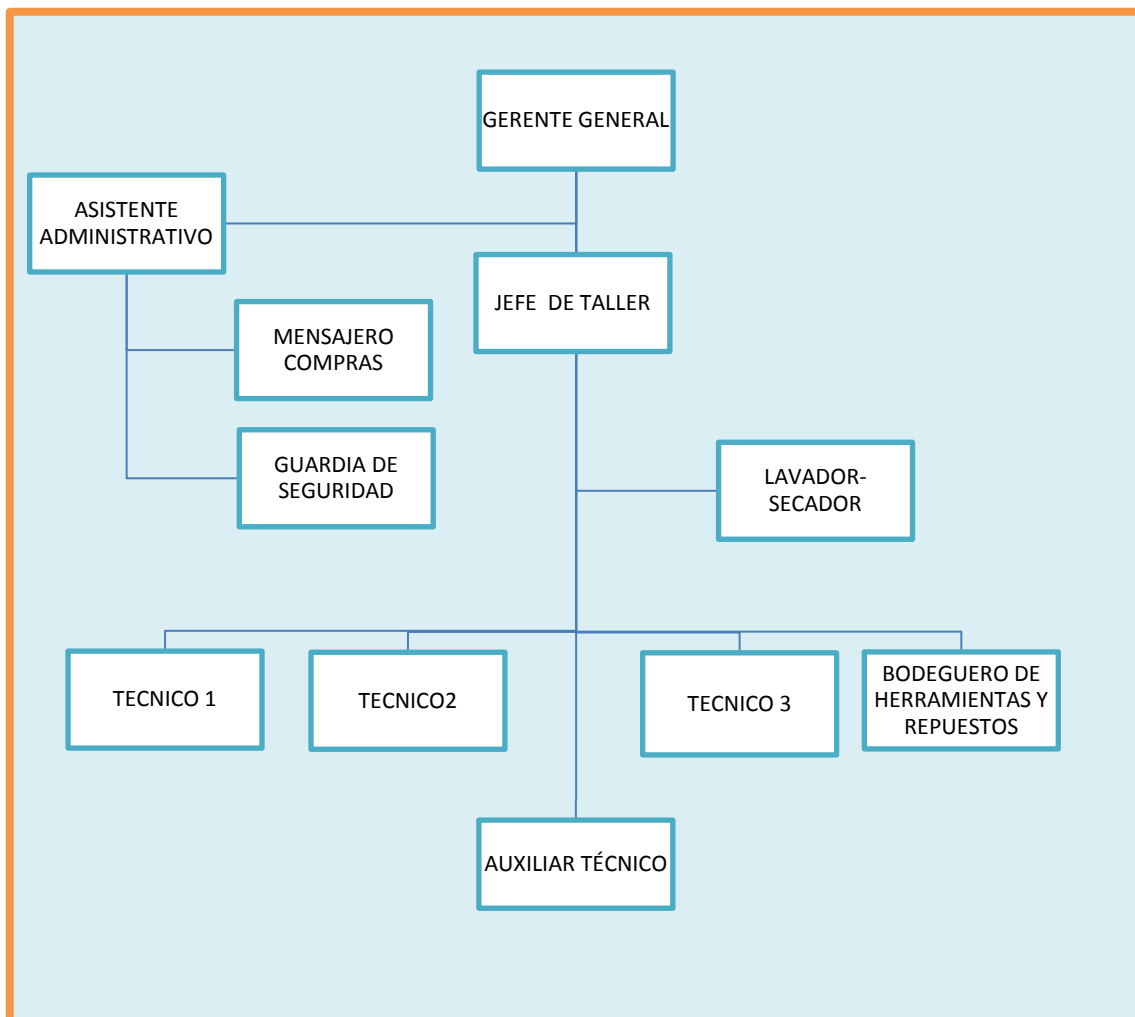 GERENTE GENERAL
ASISTENTE
ADMINISTRATIVO
JEFE DE TALLER
MENSAJERO
COMPRAS
GUARDIA DE
SEGURIDAD
LAVADOR-
SECADOR
TECNICO 1
TECNICO2
TECNICO 3
BODEGUERO DE
HERRAMIENTAS Y
REPUESTOS
AUXILIAR TÉCNICO